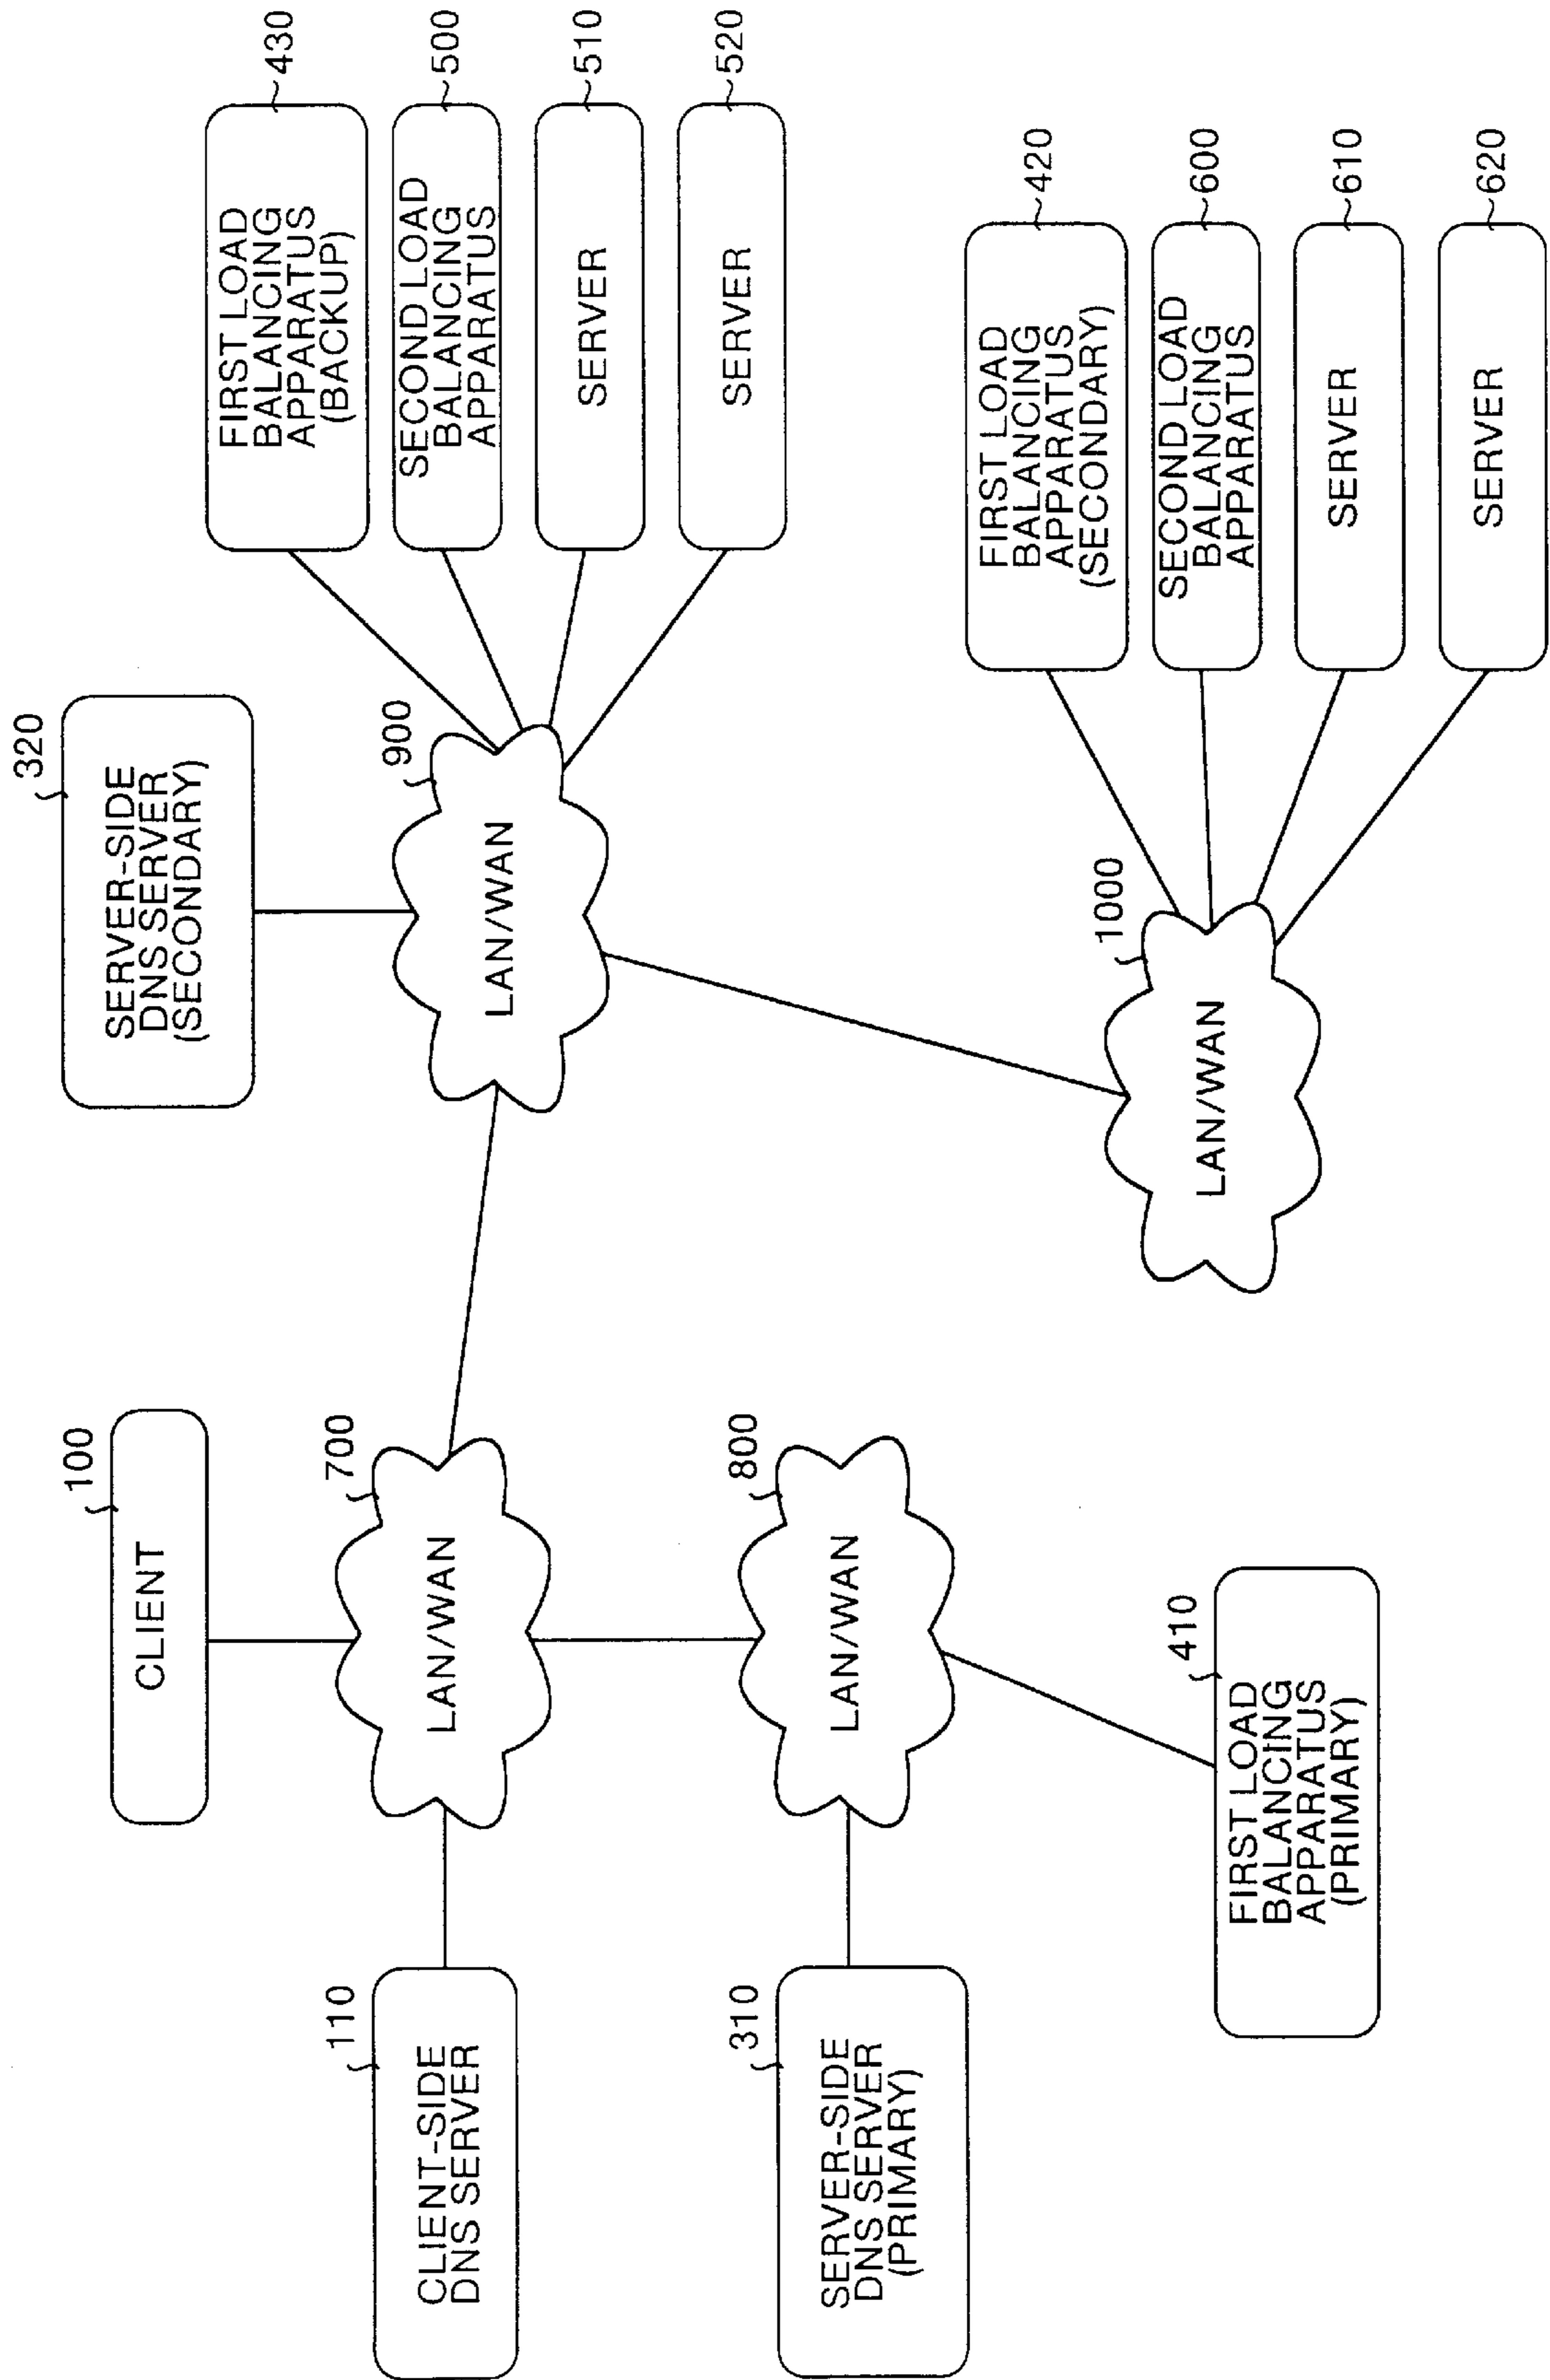 100
CLIENT
110
CLIENT-SIDE
DNS SERVER
700
LAN/WAN
310
SERVER-SIDE
DNS SERVER
(PRIMARY)
800
LAN/WAN
410
FIRST LOAD
BALANCING
APPARATUS
(PRIMARY)
320
SERVER-SIDE
DNS SERVER
(SECONDARY)
900
LAN/WAN
FIRST LOAD
BALANCING
APPARATUS
(BACKUP)
430
SECOND LOAD
BALANCING
APPARATUS
500
SERVER
510
SERVER
520
1000
LAN/WAN
FIRST LOAD
BALANCING
APPARATUS
(SECONDARY)
420
SECOND LOAD
BALANCING
APPARATUS
600
SERVER
610
SERVER
620